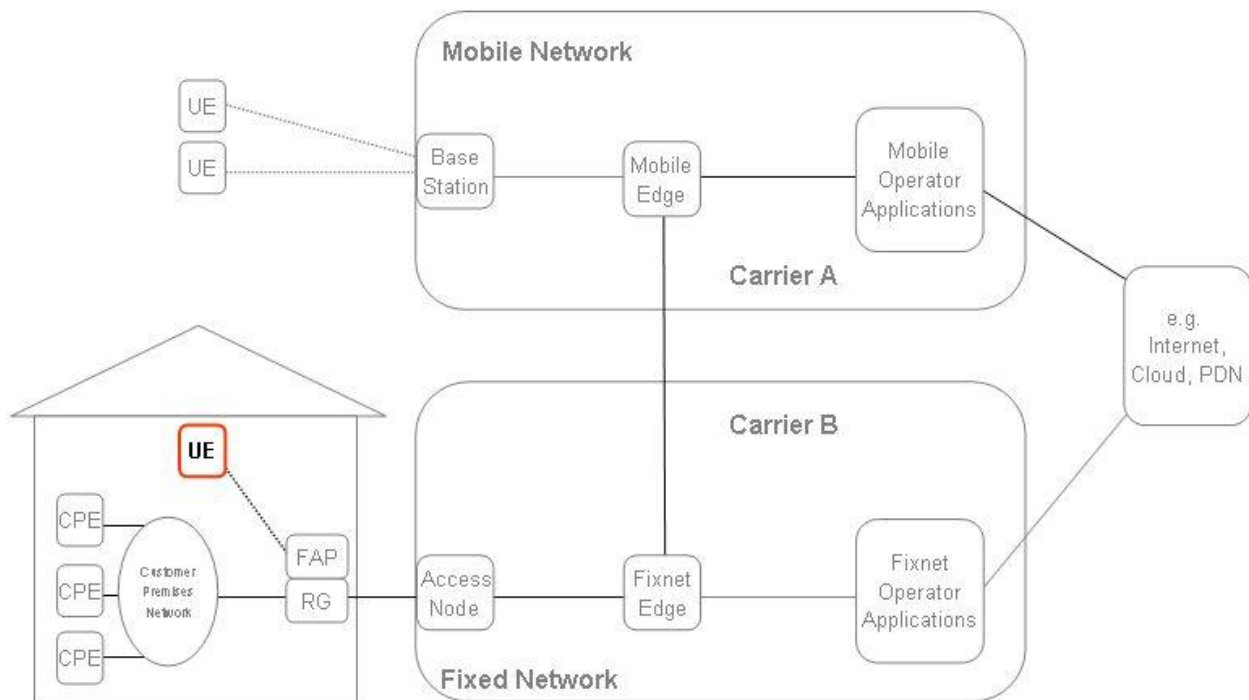 Mobile Network
UE
UE
Base
Station
Mobile
Edge
Mobile
Operator
Applications
Carrier A
e.g.
Internet,
Cloud, PDN
Carrier B
UE
CPE
CPE
CPE
Customer
Premises
Network
FAP
RG
Access
Node
Fixnet
Edge
Fixnet
Operator
Applications
Fixed Network